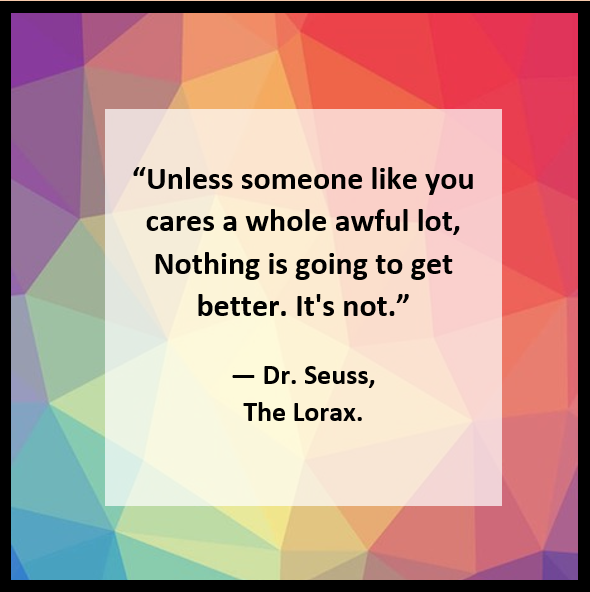 “Unless someone like you
cares a whole awful lot,
Nothing is going to get
better. It's not.”
— Dr. Seuss,
The Lorax.